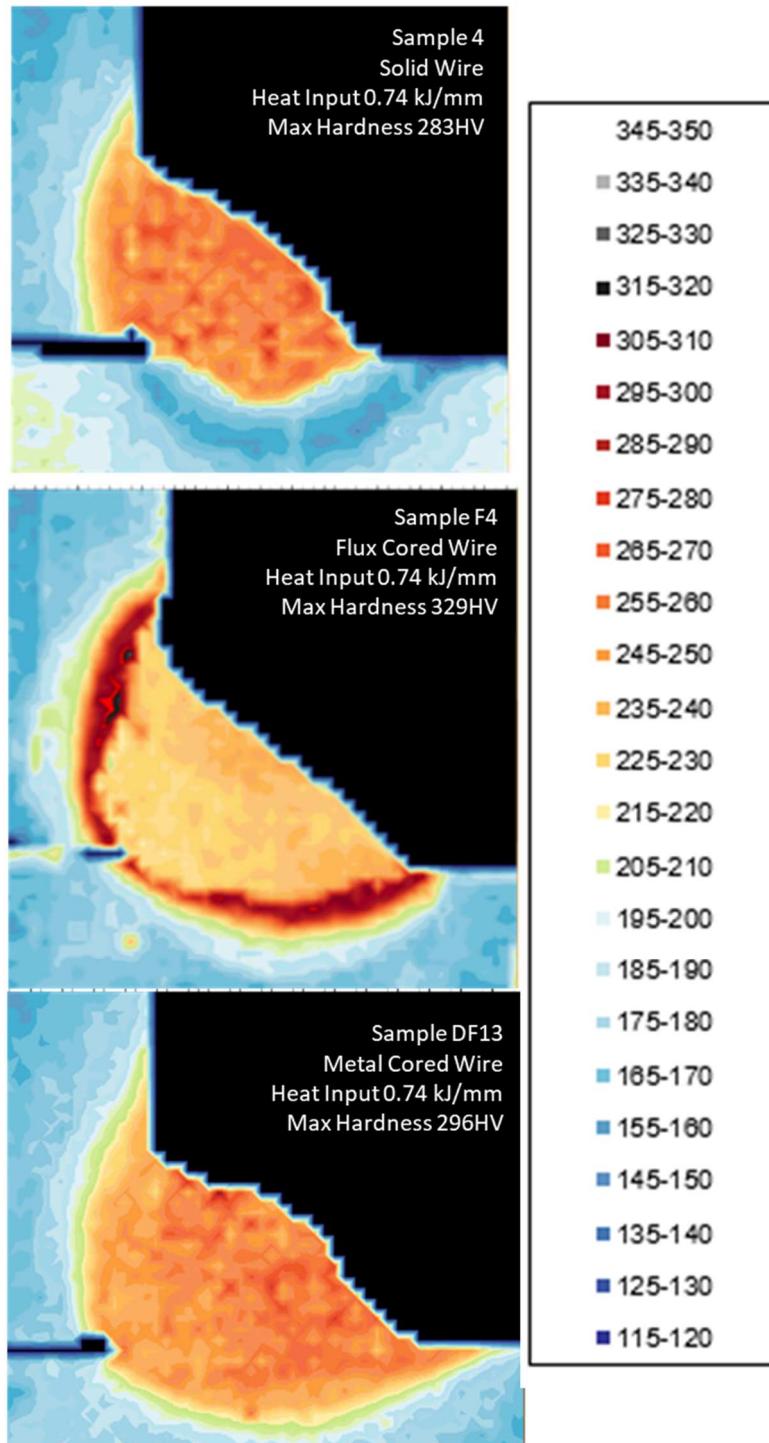 Sample 4
Solid Wire
Heat Input 0.74 kJ/mm
Max Hardness 283HV
Sample F4
Flux Cored Wire
Heat Input 0.74 kJ/mm
Max Hardness 329HV
Sample DF13
Metal Cored Wire
Heat Input 0.74 kJ/mm
Max Hardness 296HV
345-350
335-340
325-330
315-320
305-310
295-300
285-290
275-280
265-270
255-260
245-250
235-240
225-230
215-220
205-210
195-200
185-190
175-180
165-170
155-160
145-150
135-140
125-130
115-120